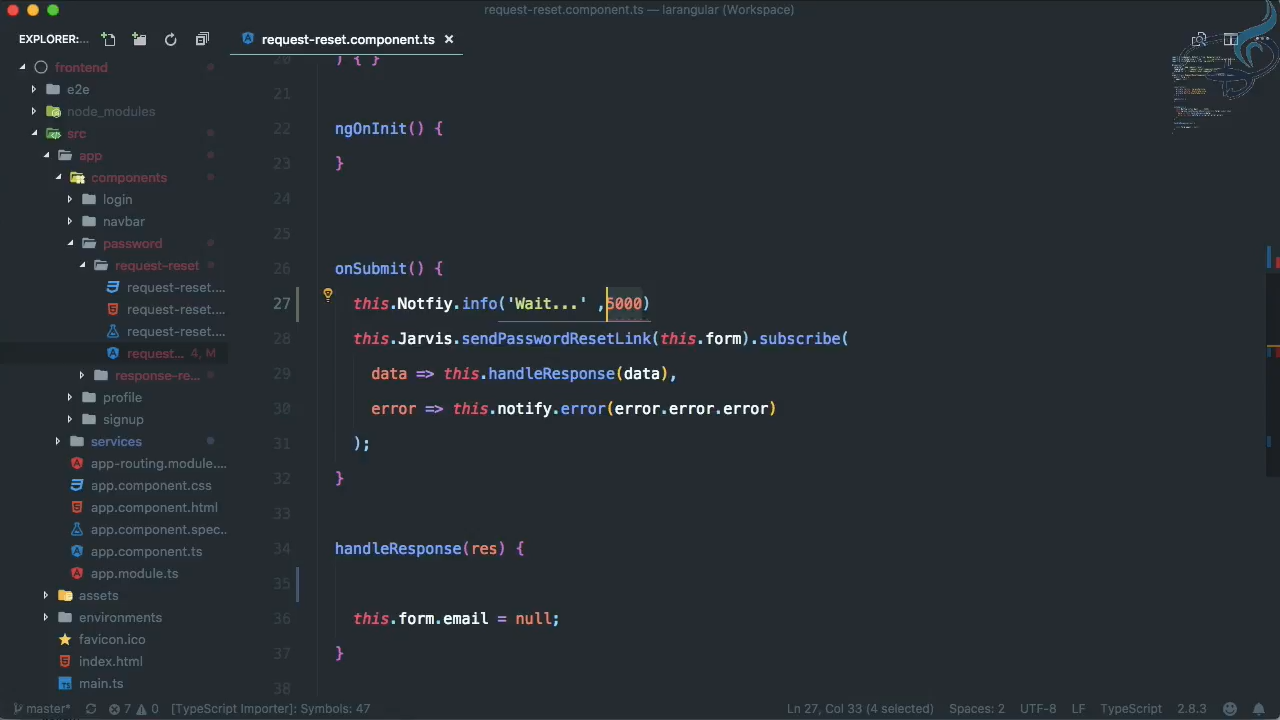 request-reset.component.ts — larangular (Workspace)
EXPLORER:...
request-reset.component.ts ×
frontend
e2e
node_modules
src
app
components
login
navbar
password
request-reset
request-reset....
request-reset....
request-reset....
request... 4, M
response-re...
profile
signup
services
app-routing.module....
app.component.css
app.component.html
app.component.spec..
app.component.ts
app.module.ts
assets
environments
favicon.ico
index.html
main.ts
20 ) { }
21
22 ngOnInit() {
23 }
24
25
26 onSubmit() {
27 this.Notfiy.info('Wait...' ,5000)
28 this.Jarvis.sendPasswordResetLink(this.form).subscribe(
29 data => this.handleResponse(data),
30 error => this.notify.error(error.error.error)
31 );
32 }
33
34 handleResponse(res) {
35
36 this.form.email = null;
37 }
38
master* 7 0 [TypeScript Importer]: Symbols: 47 Ln 27, Col 33 (4 selected) Spaces: 2 UTF-8 LF TypeScript 2.8.3